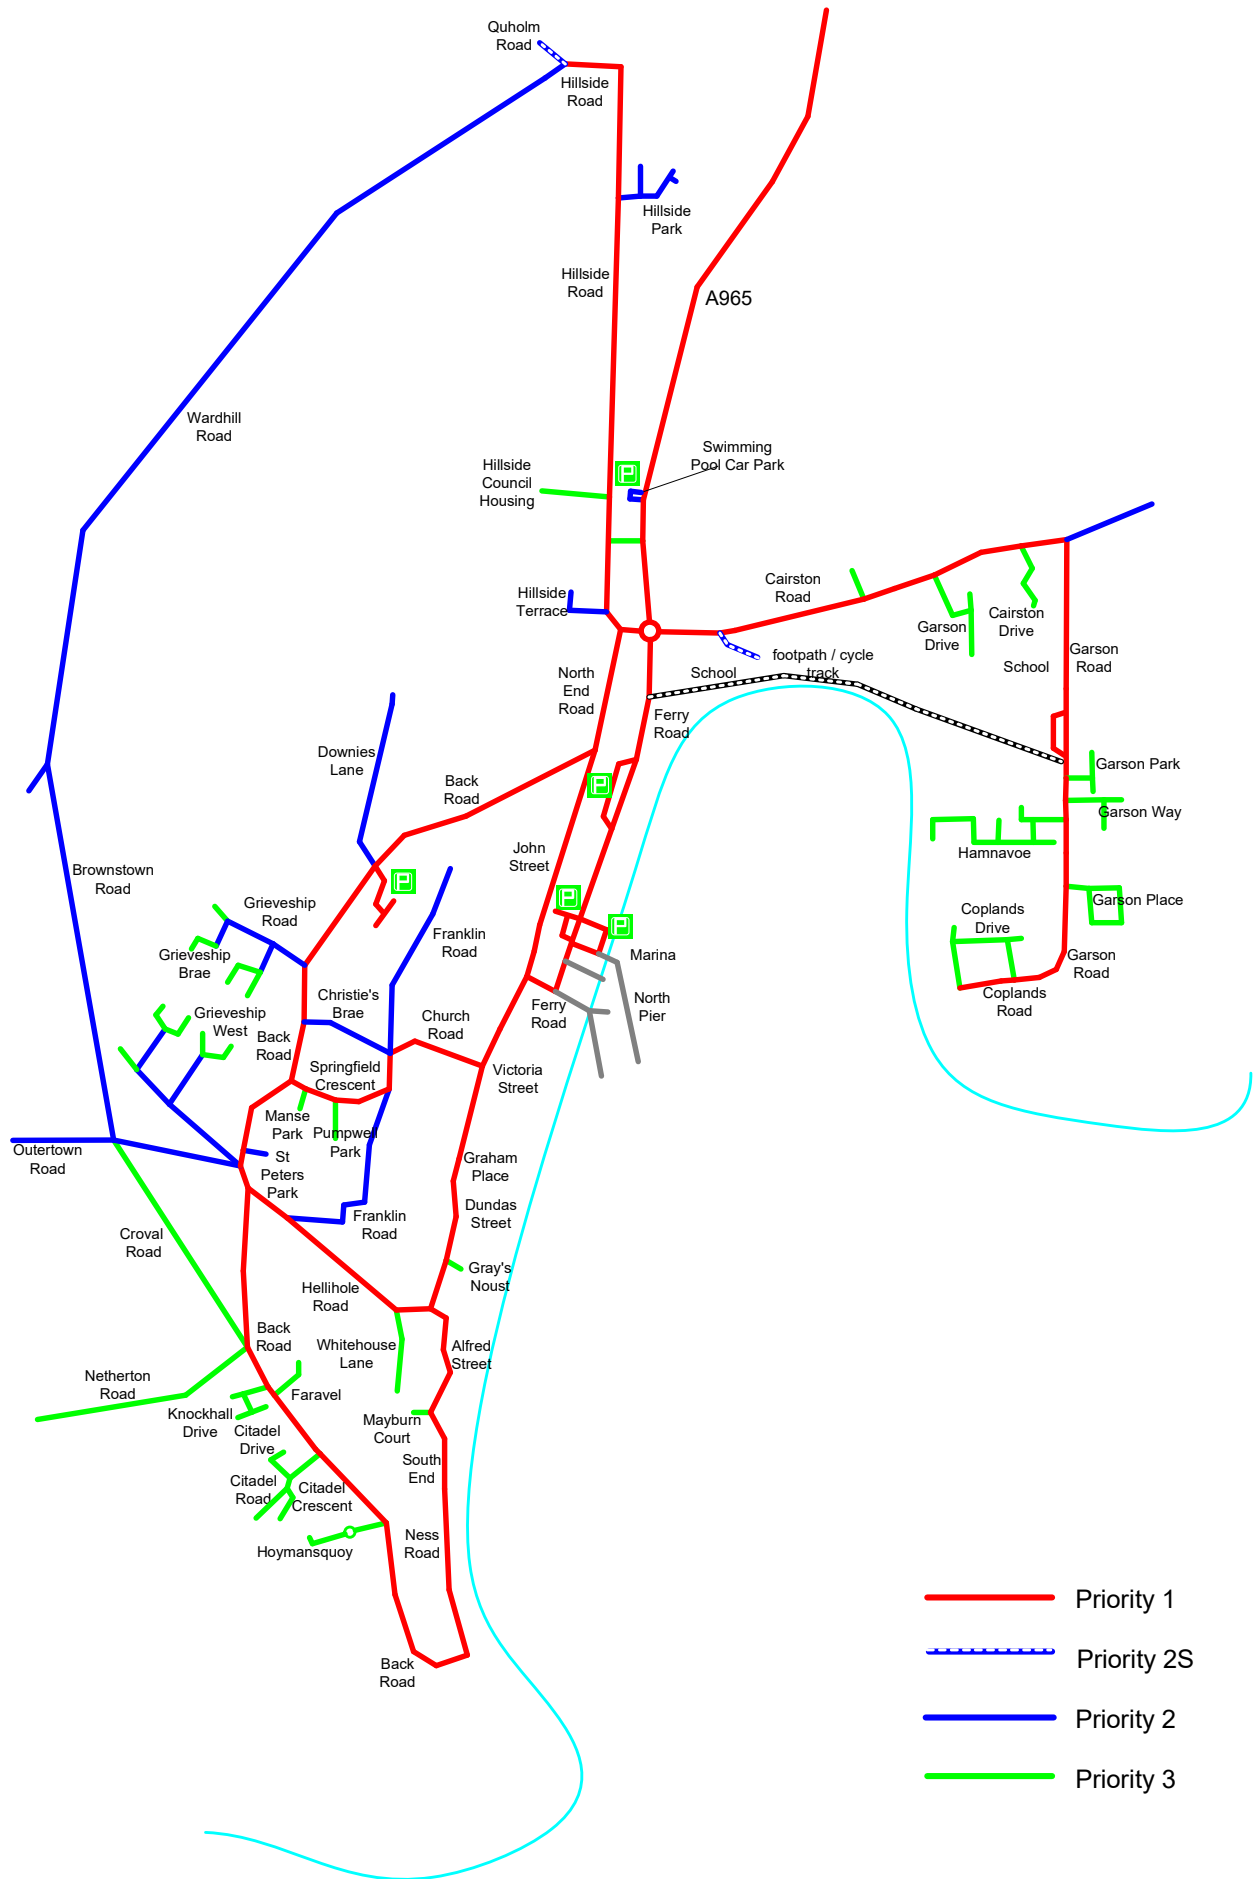 Quholm
Road
Hillside
Road
Hillside
Park
Hillside
Road
A965
Wardhill
Road
Swimming
Pool Car Park
P
Hillside
Council
Housing
Hillside
Terrace
Cairston
Road
Garson
Drive
Cairston
Drive
footpath / cycle
track
School
School
Garson
Road
North
End
Road
Ferry
Road
Downies
Lane
Back
Road
P
Garson Park
Garson Way
Hamnavoe
John
Street
Brownstown
Road
P
P
Garson Place
Grieveship
Road
Coplands
Drive
P
Franklin
Road
Grieveship
Brae
Marina
Garson
Road
Coplands
Road
Christie's
Brae
North
Pier
Ferry
Road
Grieveship
West
Church
Road
Back
Road
Springfield
Crescent
Victoria
Street
Manse
Park
Pumpwell
Park
Outertown
Road
St
Peters
Park
Graham
Place
Dundas
Street
Franklin
Road
Croval
Road
Gray's
Noust
Hellihole
Road
Back
Road
Whitehouse
Lane
Alfred
Street
Netherton
Road
Faravel
Knockhall
Drive
Citadel
Drive
Mayburn
Court
South
End
Citadel
Road
Citadel
Crescent
Hoymansquoy
Ness
Road
Back
Road
Priority 1
Priority 2S
Priority 2
Priority 3